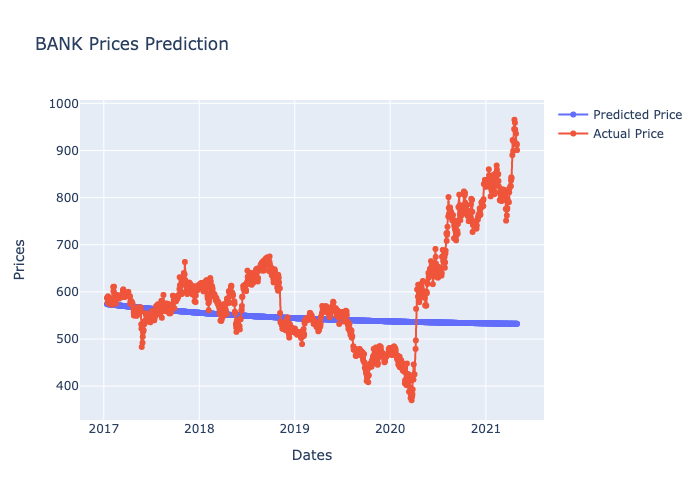 BANK Prices Prediction
Predicted Price
Actual Price
Prices
1000
900
800
700
600
500
400
2017 2018 2019 2020 2021
Dates